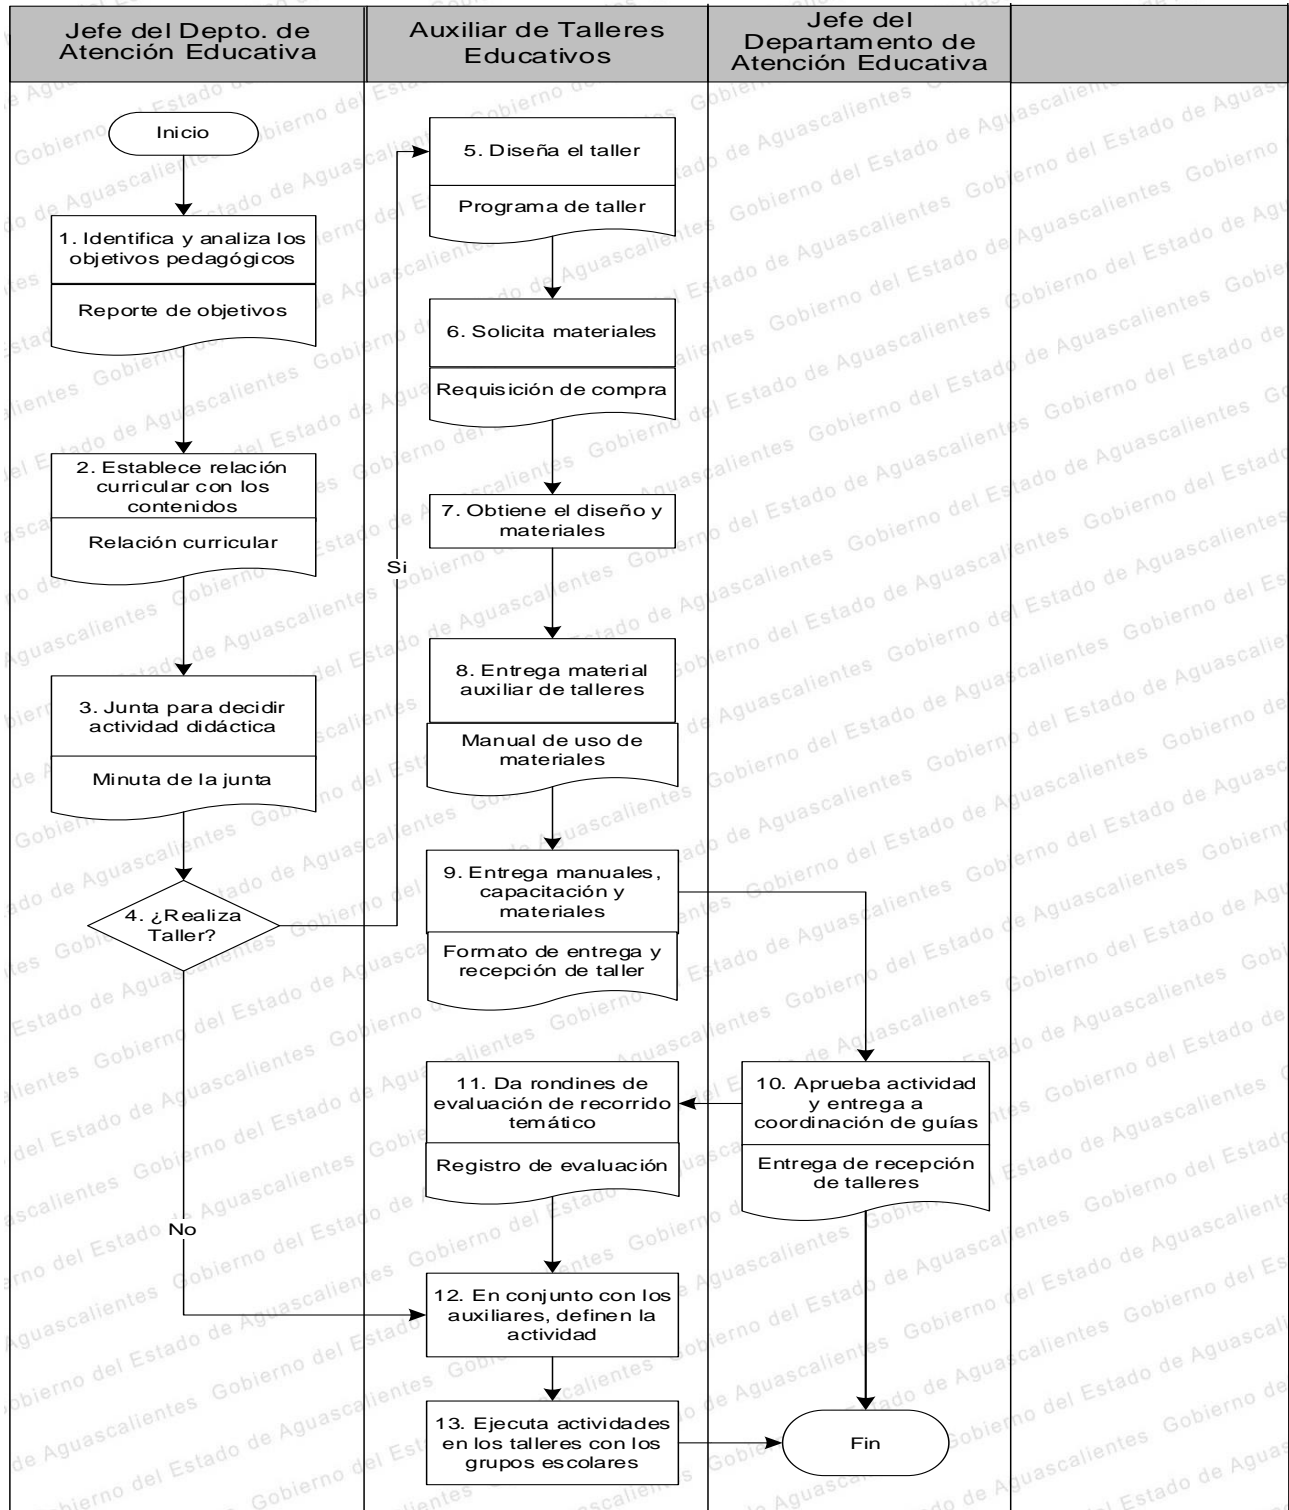 Jefe del Depto. de
Atención Educativa
Auxiliar de Talleres
Educativos
Jefe del
Departamento de
Atención Educativa
Inicio
1. Identifica y analiza los
objetivos pedagógicos
Reporte de objetivos
2. Establece relación
curricular con los
contenidos
Relación curricular
3. Junta para decidir
actividad didáctica
Minuta de la junta
4. ¿Realiza
Taller?
Si
No
5. Diseña el taller
Programa de taller
6. Solicita materiales
Requisición de compra
7. Obtiene el diseño y
materiales
8. Entrega material
auxiliar de talleres
Manual de uso de
materiales
9. Entrega manuales,
capacitación y
materiales
Formato de entrega y
recepción de taller
10. Aprueba actividad
y entrega a
coordinación de guías
Entrega de recepción
de talleres
11. Da rondines de
evaluación de recorrido
temático
Registro de evaluación
12. En conjunto con los
auxiliares, definen la
actividad
13. Ejecuta actividades
en los talleres con los
grupos escolares
Fin
Gobierno del Estado de Aguascalientes